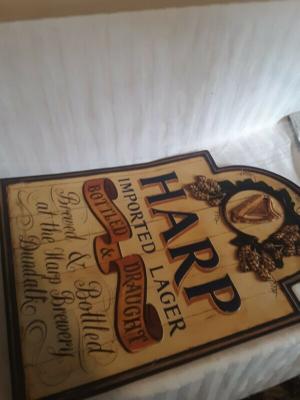 HARP
IMPORTED LAGER
BOTTLED & DRAUGHT
Brewed & Bottled
at the Harp Brewery
Dundalk